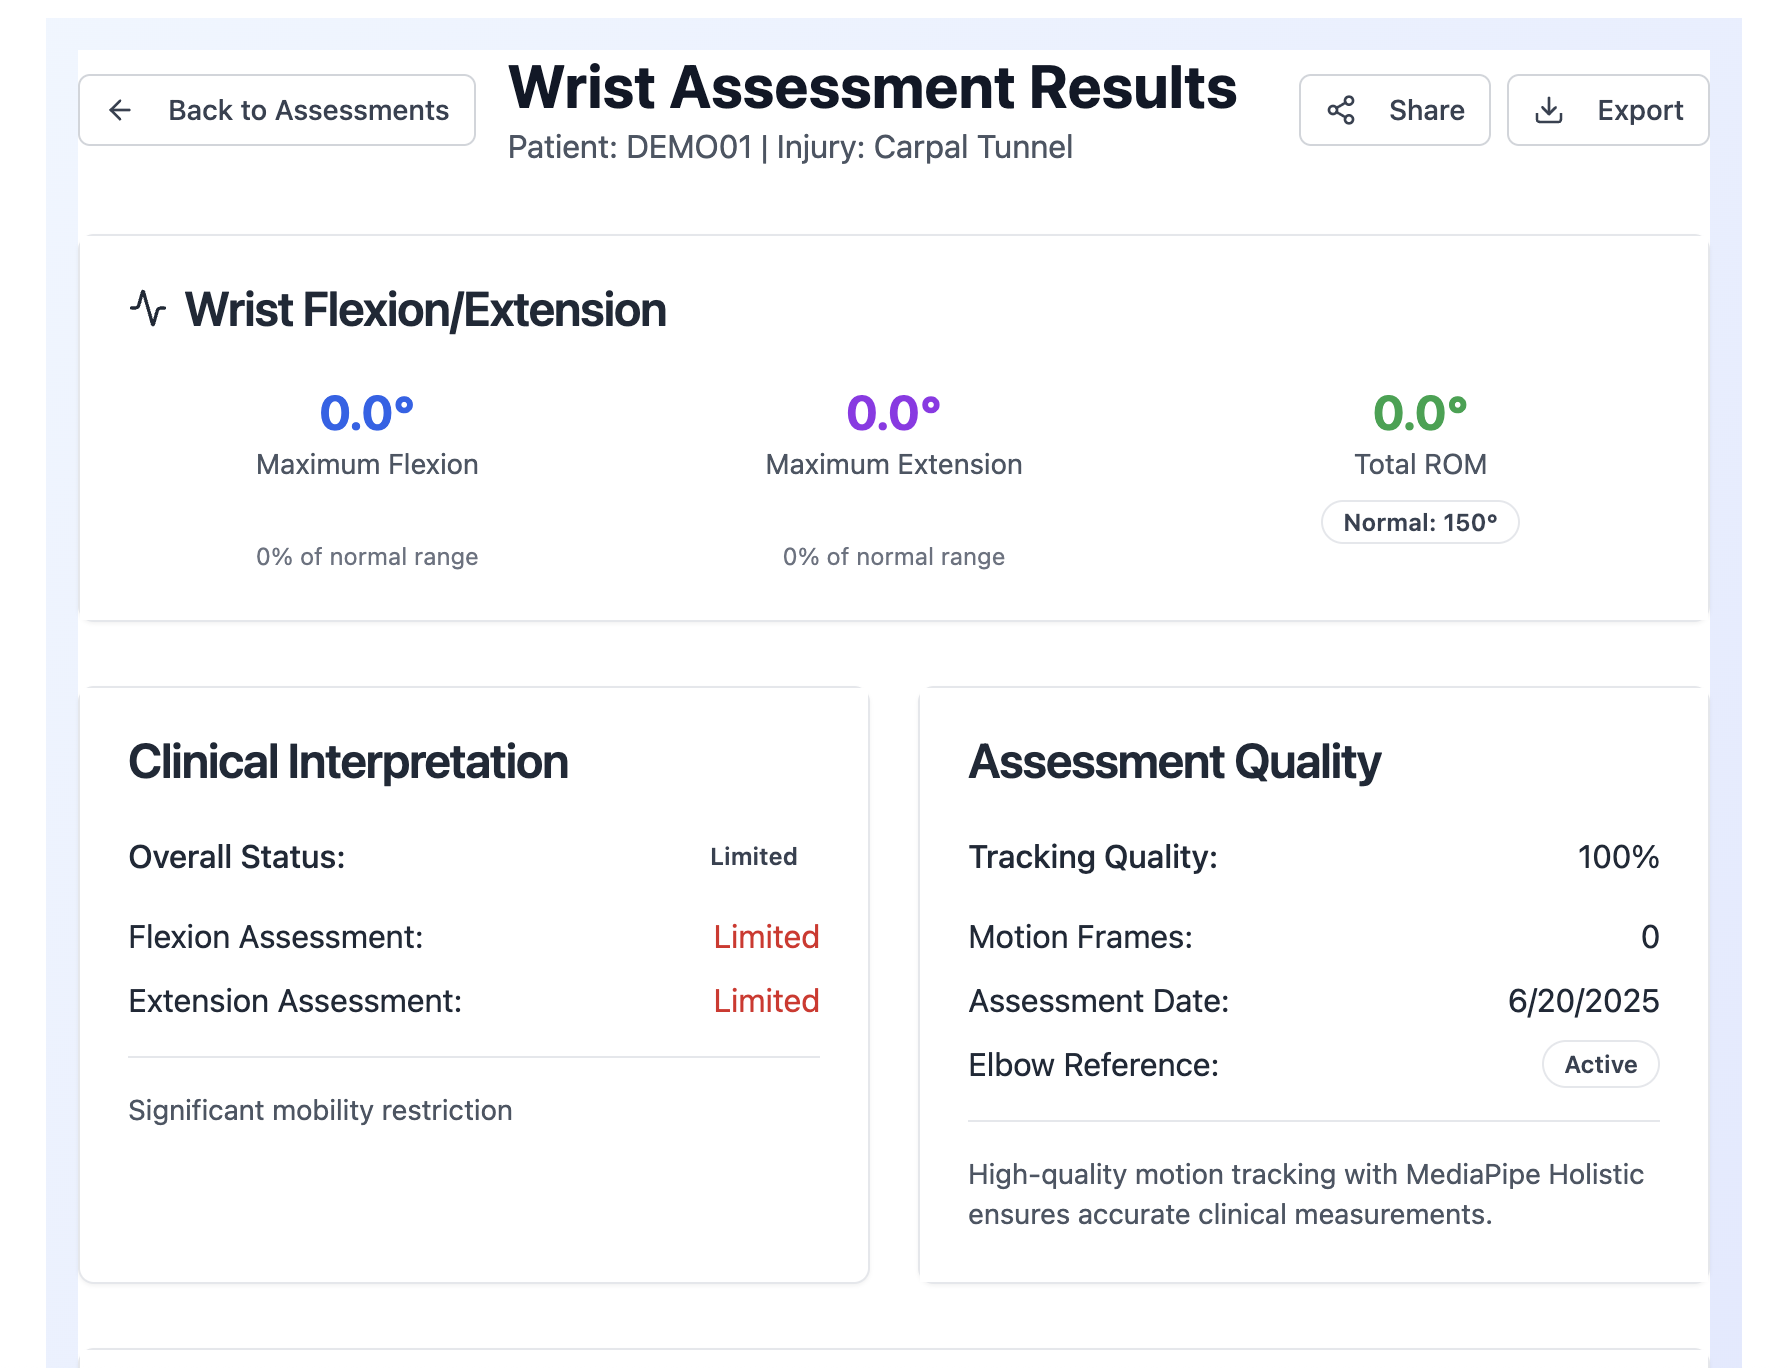 Back to Assessments
Wrist Assessment Results
Patient: DEMO01 | Injury: Carpal Tunnel
Share
Export
Wrist Flexion/Extension
0.0°
Maximum Flexion
0% of normal range
0.0°
Maximum Extension
0% of normal range
0.0°
Total ROM
Normal: 150°
Clinical Interpretation
Overall Status: Limited
Flexion Assessment: Limited
Extension Assessment: Limited
Significant mobility restriction
Assessment Quality
Tracking Quality: 100%
Motion Frames: 0
Assessment Date: 6/20/2025
Elbow Reference: Active
High-quality motion tracking with MediaPipe Holistic
ensures accurate clinical measurements.